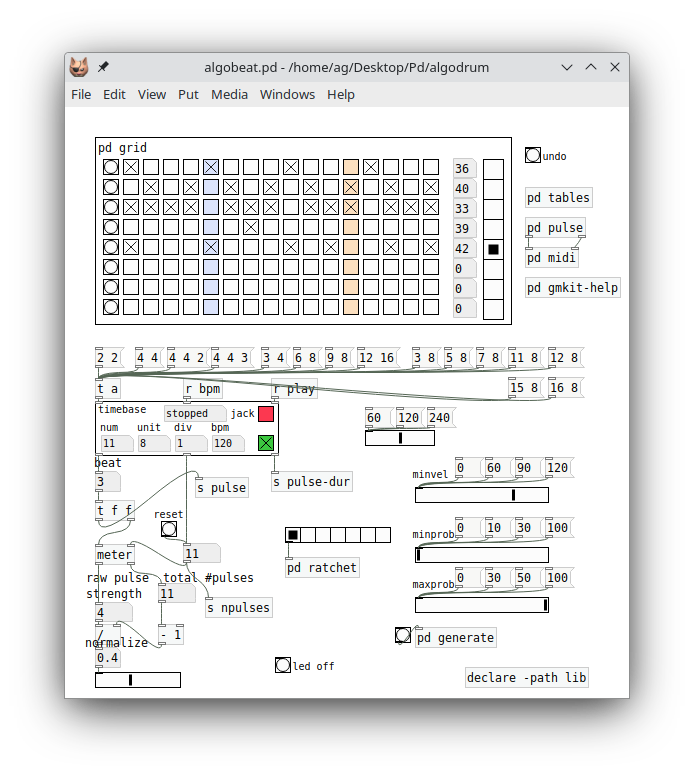 algobeat.pd - /home/ag/Desktop/Pd/algodrum
File Edit View Put Media Windows Help
pd grid
36
40
33
39
42
0
0
0
undo
pd tables
pd pulse
pd midi
pd gmkit-help
2 2 4 4 4 4 2 4 4 3 3 4 6 8 9 8 12 16 3 8 5 8 7 8 11 8 12 8
15 8 16 8
t a r bpm r play
timebase stopped jack
num unit div bpm
11 8 1 120
60 120 240
beat
3
s pulse s pulse-dur
t f f
reset
meter 11
raw pulse total #pulses
strength 11
4
s npulses
/ - 1
normalize
0.4
pd ratchet
led off
minvel 0 60 90 120
minprob 0 10 30 100
maxprob 0 30 50 100
pd generate
declare -path lib